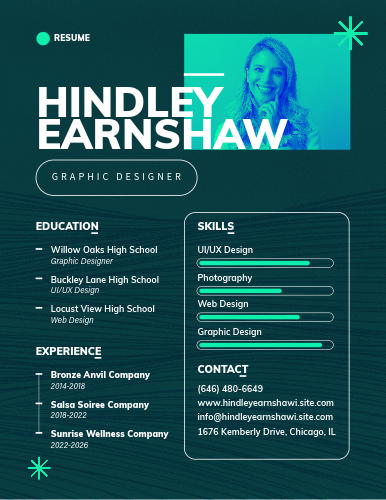 RESUME
HINDLEY
EARNSHAW
GRAPHIC DESIGNER
EDUCATION
Willow Oaks High School
Graphic Designer
Buckley Lane High School
UI/UX Design
Locust View High School
Web Design
EXPERIENCE
Bronze Anvil Company
2014-2018
Salsa Soiree Company
2018-2022
Sunrise Wellness Company
2022-2026
SKILLS
UI/UX Design
Photography
Web Design
Graphic Design
CONTACT
(646) 480-6649
www.hindleyearnshawi.site.com
info@hindleyearnshawi.site.com
1676 Kemberly Drive, Chicago, IL